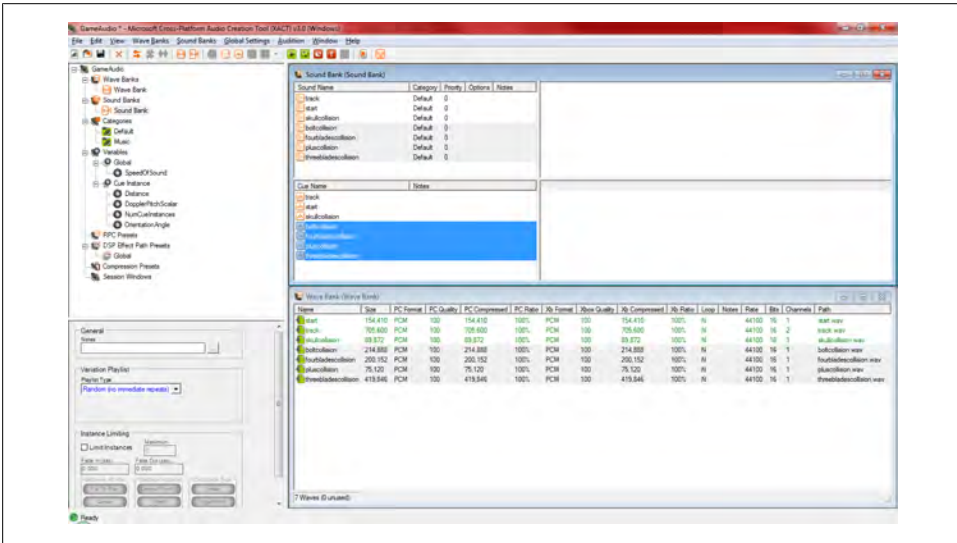 GameAudio * - Microsoft Cross-Platform Audio Creation Tool (XACT) v3.0 (Windows)
File Edit View Wave Banks Sound Banks Global Settings Audition Window Help
GameAudio
Wave Banks
Wave Bank
Sound Banks
Sound Bank
Categories
Default
Music
Variables
Global
SpeedOfSound
Cue Instance
Distance
DopplerPitchScalar
NumCueInstances
OrientationAngle
RPC Presets
DSP Effect Path Presets
Global
Compression Presets
Session Windows
General
Name
Variation Playlist
Playlist Type
Random (no immediate repeats)
Instance Limiting
Limit Instances
Maximum
0.000 0.000
Ready
Sound Bank (Sound Bank)
Sound Name Category Priority Options Notes
track Default 0
start Default 0
skullcollision Default 0
boltcollision Default 0
fourbladescollision Default 0
pluscollision Default 0
threebladescollision Default 0
Cue Name Notes
track
start
skullcollision
boltcollision
fourbladescollision
pluscollision
threebladescollision
Wave Bank (Wave Bank)
Name Size PC Format PC Quality PC Compressed PC Ratio Xb Format Xbox Quality Xb Compressed Xb Ratio Loop Notes Rate Bits Channels Path
start 154,410 PCM 100 154,410 100% PCM 100 154,410 100% N 44100 16 1 start.wav
track 705,600 PCM 100 705,600 100% PCM 100 705,600 100% N 44100 16 2 track.wav
skullcollision 89,872 PCM 100 89,872 100% PCM 100 89,872 100% N 44100 16 1 skullcollision.wav
boltcollision 214,888 PCM 100 214,888 100% PCM 100 214,888 100% N 44100 16 1 boltcollision.wav
fourbladescollision 200,152 PCM 100 200,152 100% PCM 100 200,152 100% N 44100 16 1 fourbladescollision.wav
pluscollision 75,120 PCM 100 75,120 100% PCM 100 75,120 100% N 44100 16 1 pluscollision.wav
threebladescollision 419,846 PCM 100 419,846 100% PCM 100 419,846 100% N 44100 16 1 threebladescollision.wav
7 Waves (0 unused)